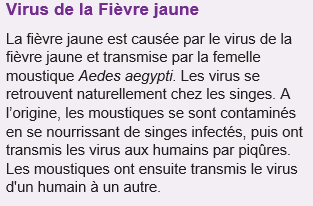 Virus de la Fièvre jaune
La fièvre jaune est causée par le virus de la
fièvre jaune et transmise par la femelle
moustique Aedes aegypti. Les virus se
retrouvent naturellement chez les singes. A
l’origine, les moustiques se sont contaminés
en se nourrissant de singes infectés, puis ont
transmis les virus aux humains par piqûres.
Les moustiques ont ensuite transmis le virus
d'un humain à un autre.